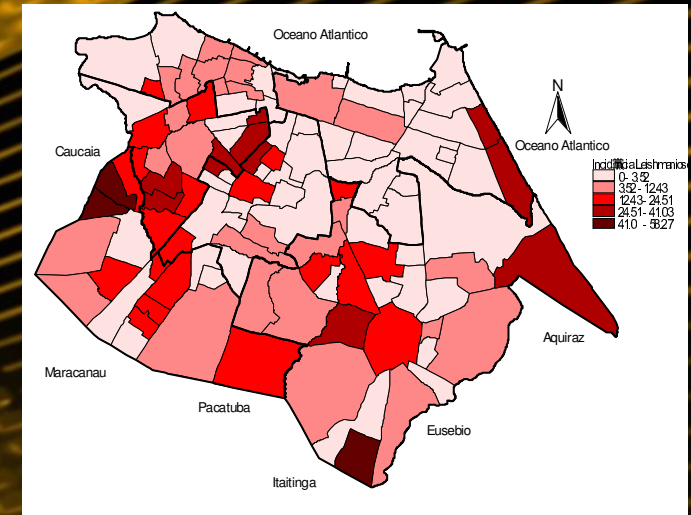 Oceano Atlantico
N
Oceano Atlantico
Caucaia
0- 3.52
3.52 - 12.43
12.43- 24.51
24.51 - 41.03
41.0 - 58.27
Aquiraz
Maracanau
Pacatuba
Eusebio
Itaitinga